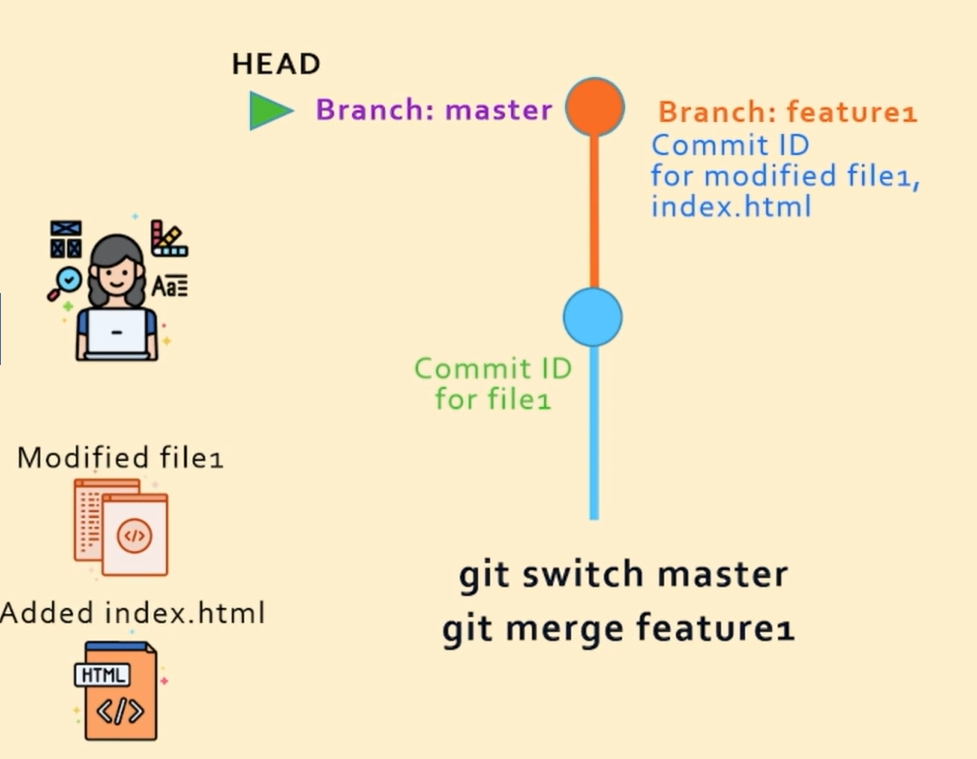 HEAD
Branch: master
Branch: feature1
Commit ID
for modified file1,
index.html
Aa
Commit ID
for file1
Modified file1
</>
Added index.html
HTML
</>
git switch master
git merge feature1